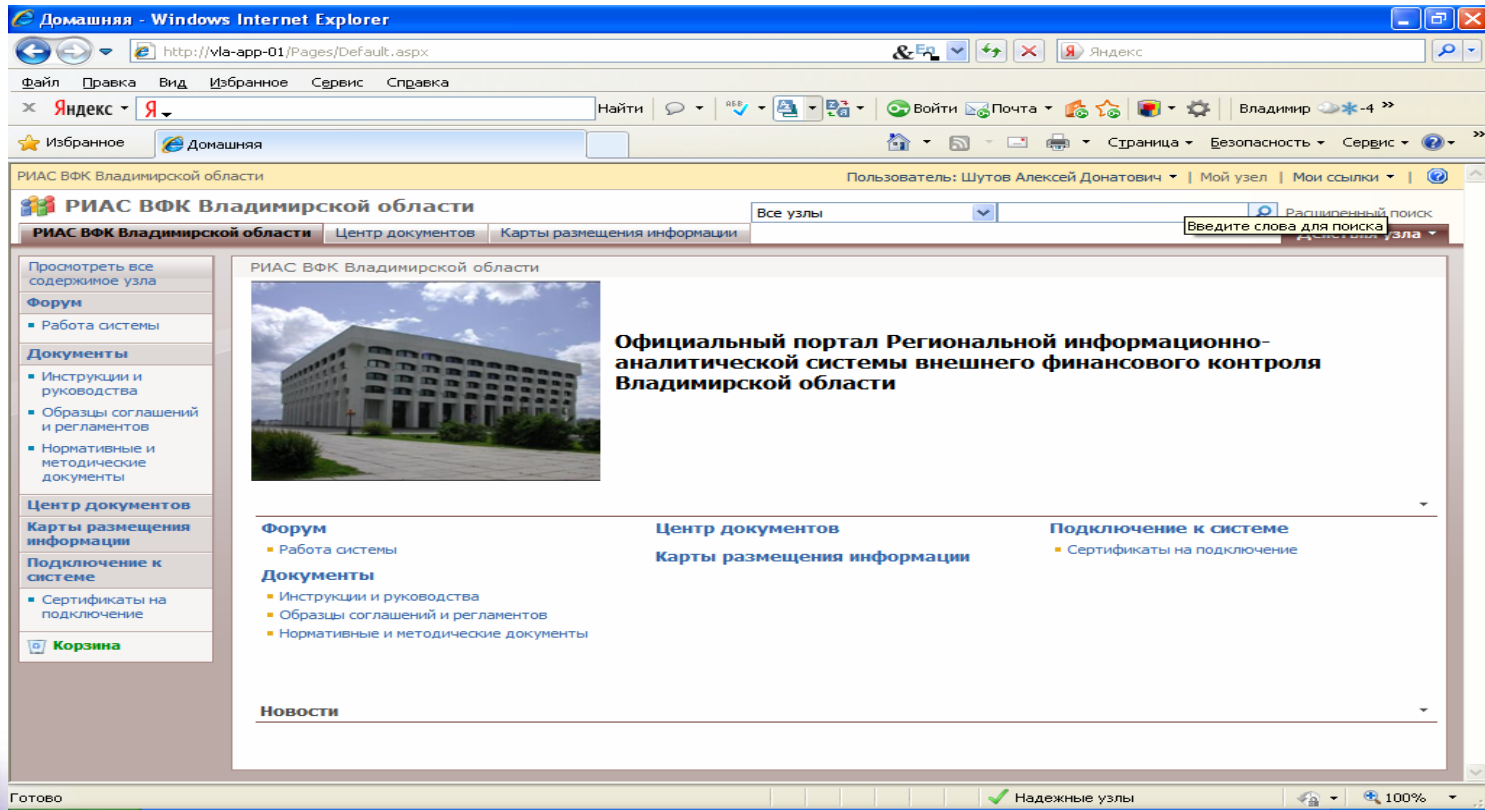 Домашняя - Windows Internet Explorer
http://vla-app-01/Pages/Default.aspx
Яндекс
Файл Правка Вид Избранное Сервис Справка
Яндекс Я Найти Войти Почта Владимир -4 »
Избранное Домашняя Страница Безопасность Сервис »
РИАС ВФК Владимирской области Пользователь: Шутов Алексей Донатович | Мой узел | Мои ссылки |
РИАС ВФК Владимирской области
Все узлы Расширенный поиск
Введите слова для поиска
РИАС ВФК Владимирской области Центр документов Карты размещения информации Действия узла
Просмотреть все
содержимое узла
Форум
Работа системы
Документы
Инструкции и
руководства
Образцы соглашений
и регламентов
Нормативные и
методические
документы
Центр документов
Карты размещения
информации
Подключение к
системе
Сертификаты на
подключение
Корзина
РИАС ВФК Владимирской области
Официальный портал Региональной информационно-
аналитической системы внешнего финансового контроля
Владимирской области
Форум
Работа системы
Документы
Инструкции и руководства
Образцы соглашений и регламентов
Нормативные и методические документы
Центр документов
Карты размещения информации
Подключение к системе
Сертификаты на подключение
Новости
Готово Надежные узлы 100%